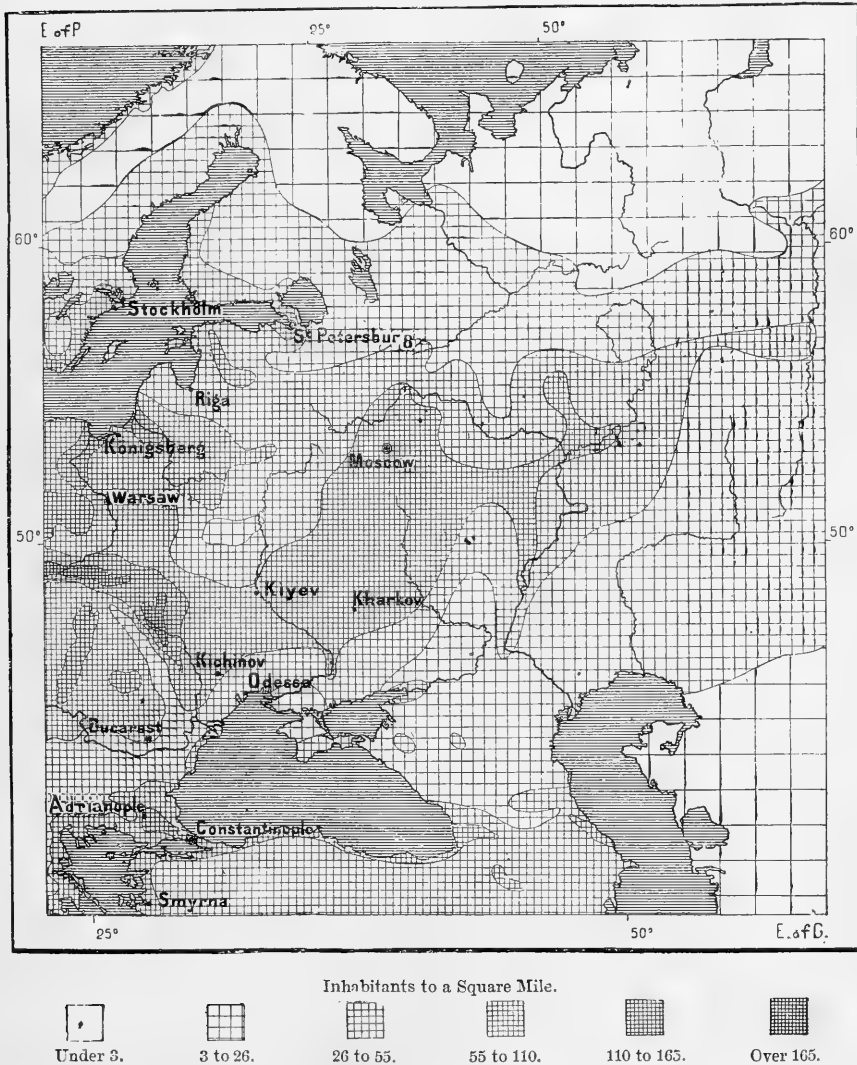 E of P 25° 50°
60° 60°
Stockholm
St Petersburg
Riga
Königsberg
Moscow
Warsaw
50° 50°
Kiyev
Kharkov
Kichinov
Odessa
Bucarest
Adrianople
Constantinople
Smyrna
25° 50° E. of G.
Inhabitants to a Square Mile.
Under 3. 3 to 26. 26 to 55. 55 to 110. 110 to 165. Over 165.